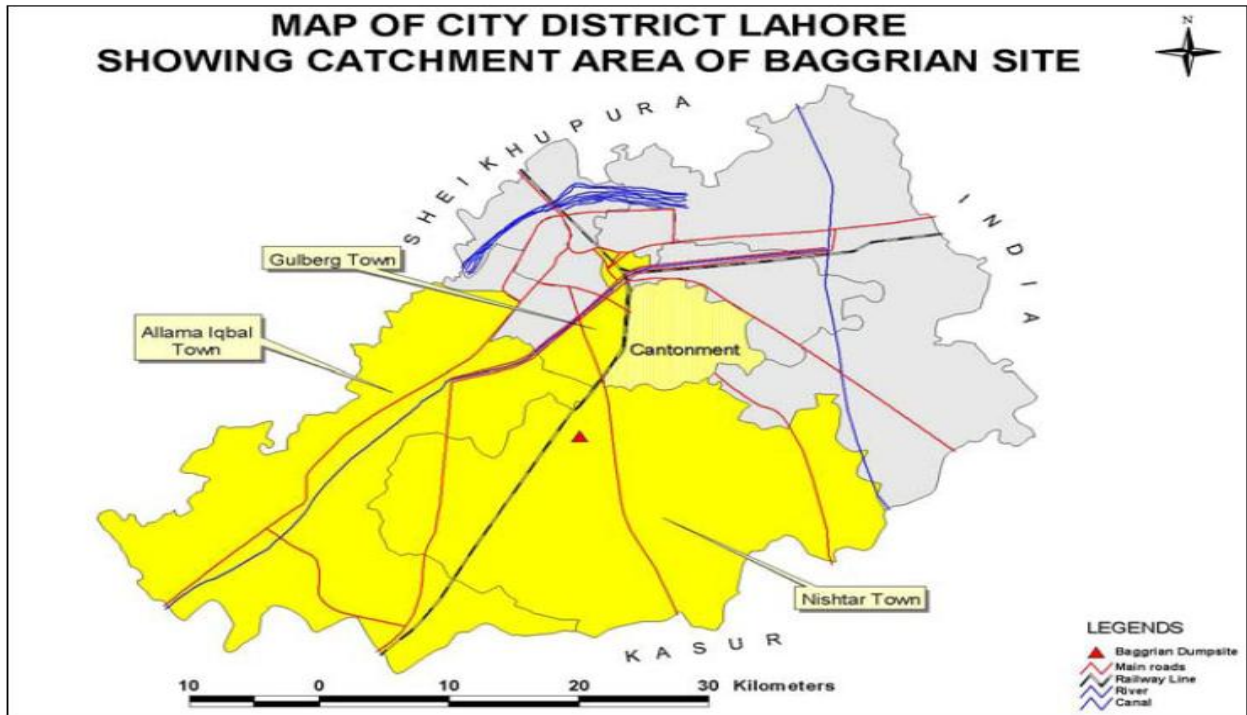 MAP OF CITY DISTRICT LAHORE
SHOWING CATCHMENT AREA OF BAGGRIAN SITE
N
SHEIKHUPURA
INDIA
Gulberg Town
Allama Iqbal
Town
Cantonment
Nishtar Town
KASUR
LEGENDS
Baggrian Dumpsite
Main roads
Railway Line
River
Canal
10 0 10 20 30 Kilometers